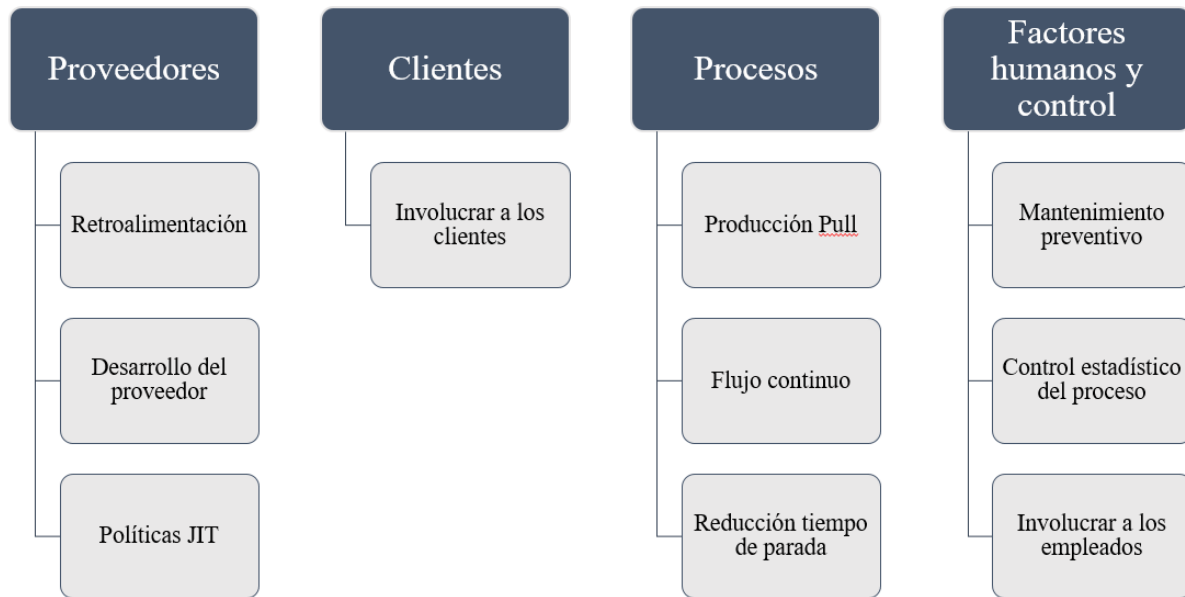 Proveedores
Retroalimentación
Desarrollo del
proveedor
Políticas JIT
Clientes
Involucrar a los
clientes
Procesos
Producción Pull
Flujo continuo
Reducción tiempo
de parada
Factores
humanos y
control
Mantenimiento
preventivo
Control estadístico
del proceso
Involucrar a los
empleados